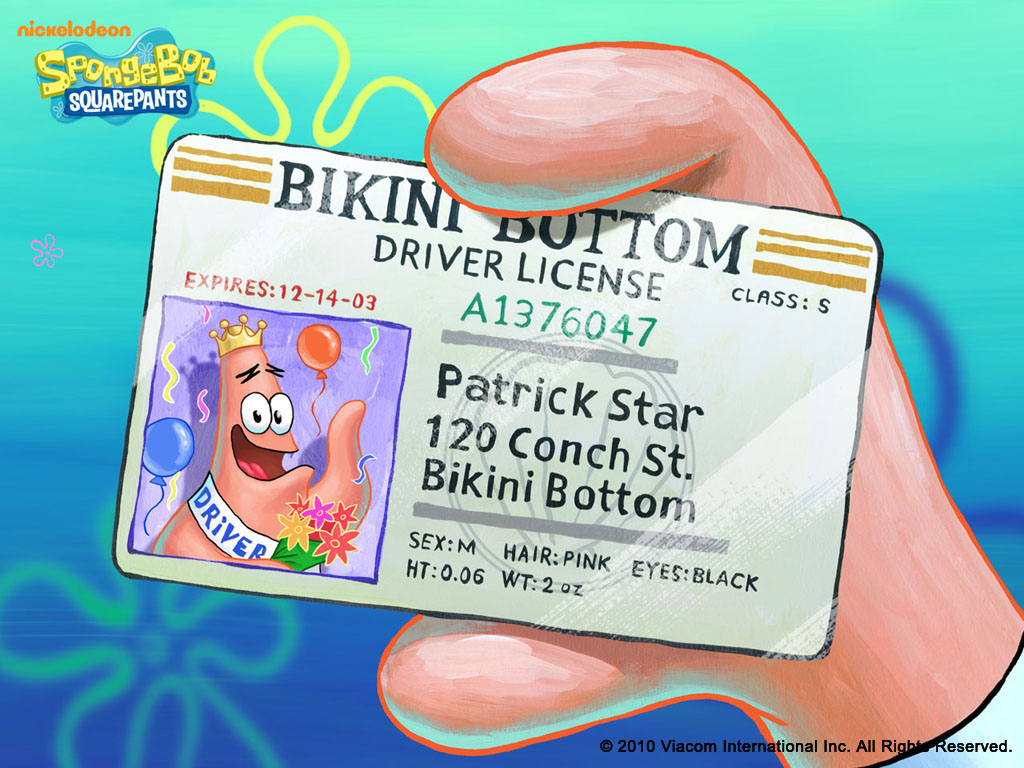 nickelodeon
SPONGEBOB
SQUAREPANTS
BIKINI BOTTOM
DRIVER LICENSE
CLASS: S
EXPIRES:12-14-03
A1376047
Patrick Star
120 Conch St.
Bikini Bottom
DRIVER
SEX:M HAIR:PINK EYES:BLACK
HT:0.06 WT:2 oz
© 2010 Viacom International Inc. All Rights Reserved.